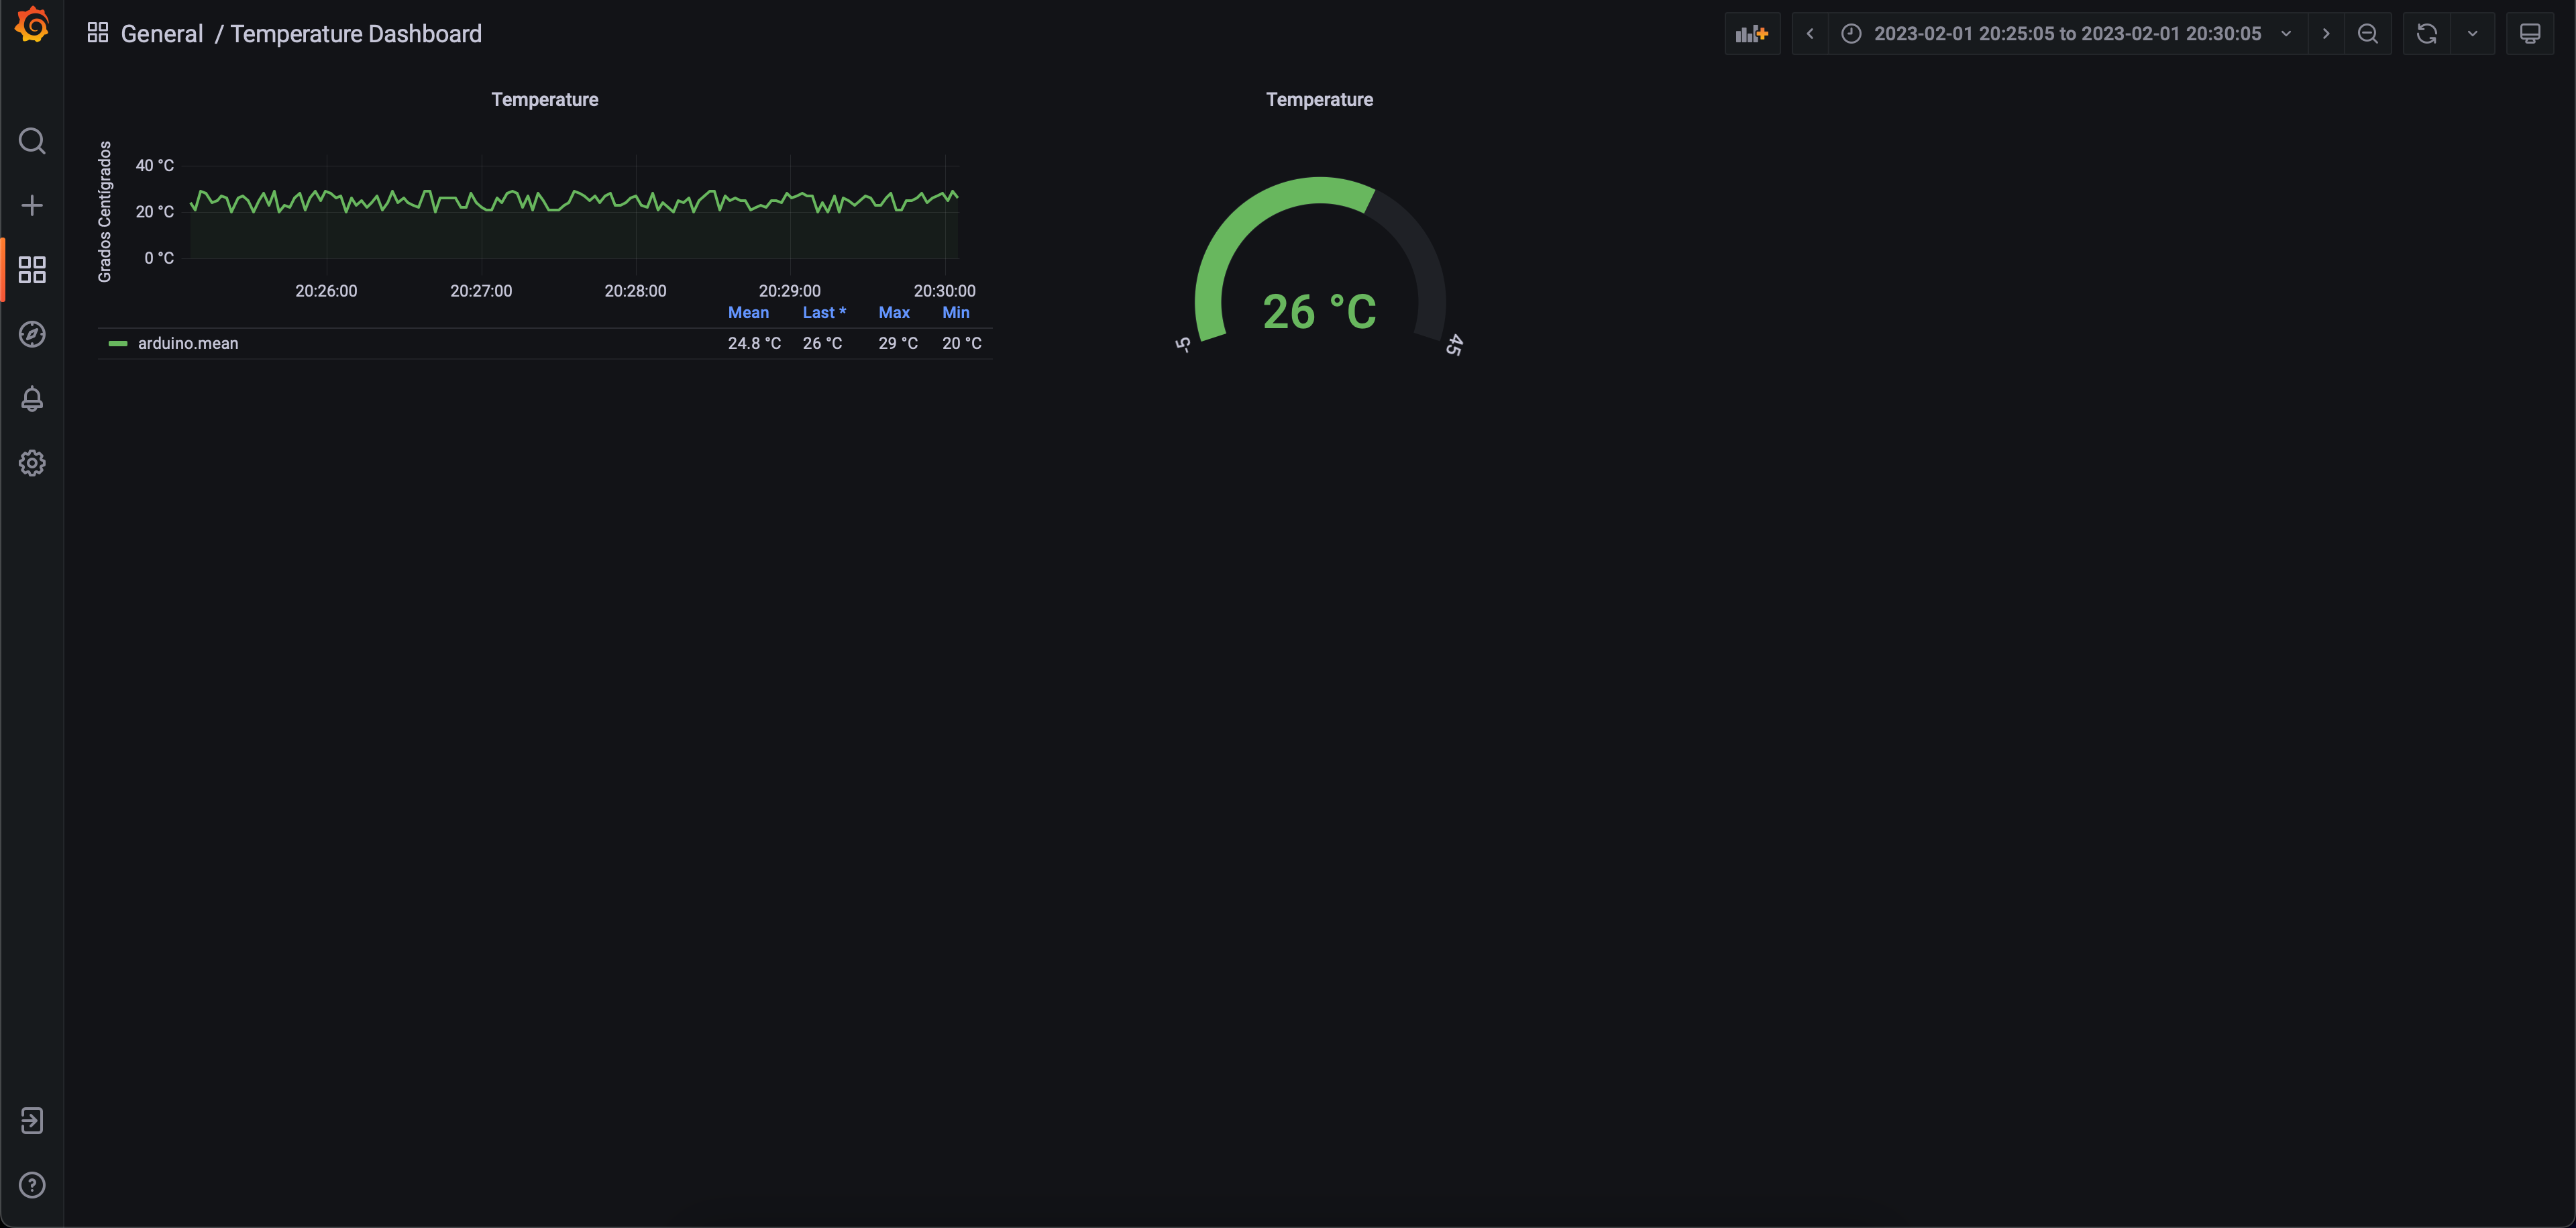 General / Temperature Dashboard
2023-02-01 20:25:05 to 2023-02-01 20:30:05
Temperature
Grados Centígrados
40 °C
20 °C
0 °C
20:26:00 20:27:00 20:28:00 20:29:00 20:30:00
Mean Last * Max Min
arduino.mean 24.8 °C 26 °C 29 °C 20 °C
Temperature
26 °C
-5
45